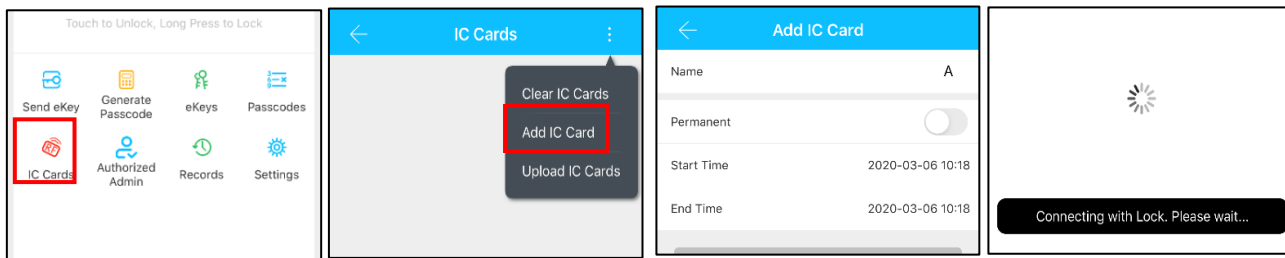 Touch to Unlock, Long Press to Lock
Send eKey
Generate
Passcode
eKeys
Passcodes
RF
IC Cards
Authorized
Admin
Records
Settings
IC Cards
Clear IC Cards
Add IC Card
Upload IC Cards
Add IC Card
Name A
Permanent
Start Time 2020-03-06 10:18
End Time 2020-03-06 10:18
Connecting with Lock. Please wait...